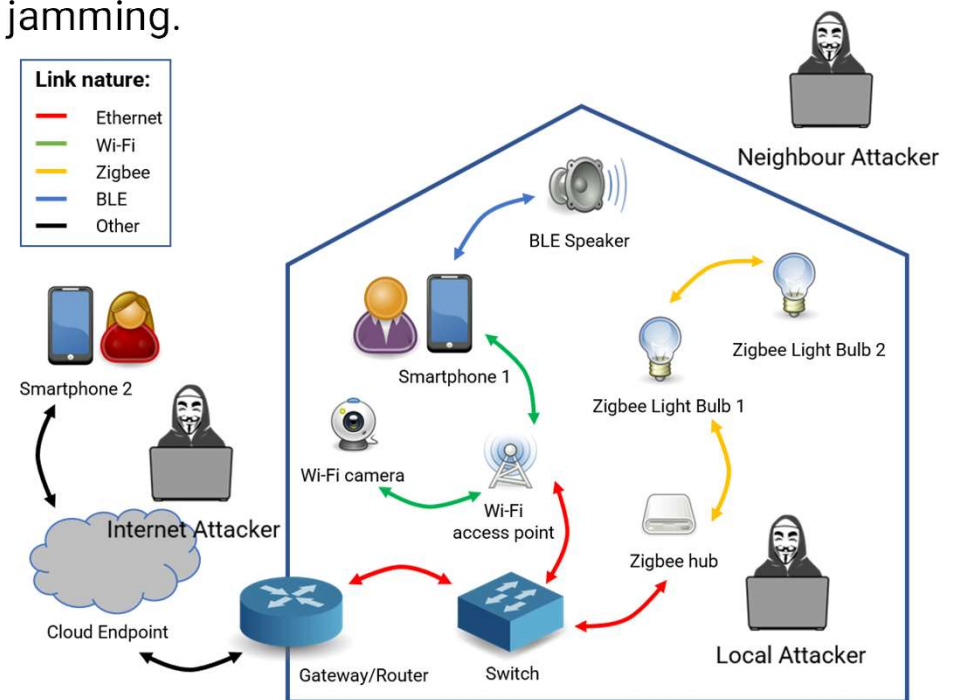 jamming.
Link nature:
Ethernet
Wi-Fi
Zigbee
BLE
Other
Neighbour Attacker
BLE Speaker
Zigbee Light Bulb 2
Smartphone 1
Smartphone 2
Zigbee Light Bulb 1
Wi-Fi camera
Wi-Fi
access point
Internet Attacker
Zigbee hub
Cloud Endpoint
Local Attacker
Gateway/Router
Switch